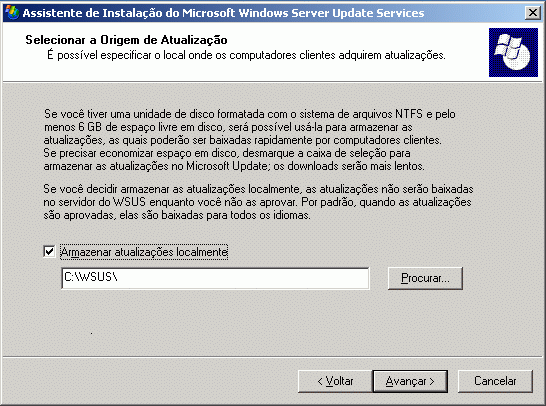 Assistente de Instalação do Microsoft Windows Server Update Services
Selecionar a Origem de Atualização
É possível especificar o local onde os computadores clientes adquirem atualizações.
Se você tiver uma unidade de disco formatada com o sistema de arquivos NTFS e pelo
menos 6 GB de espaço livre em disco, será possível usá-la para armazenar as
atualizações, as quais poderão ser baixadas rapidamente por computadores clientes.
Se precisar economizar espaço em disco, desmarque a caixa de seleção para
armazenar as atualizações no Microsoft Update; os downloads serão mais lentos.
Se você decidir armazenar as atualizações localmente, as atualizações não serão baixadas
no servidor do WSUS enquanto você não as aprovar. Por padrão, quando as atualizações
são aprovadas, elas são baixadas para todos os idiomas.
Armazenar atualizações localmente
C:\WSUS\
Procurar...
< Voltar
Avançar >
Cancelar